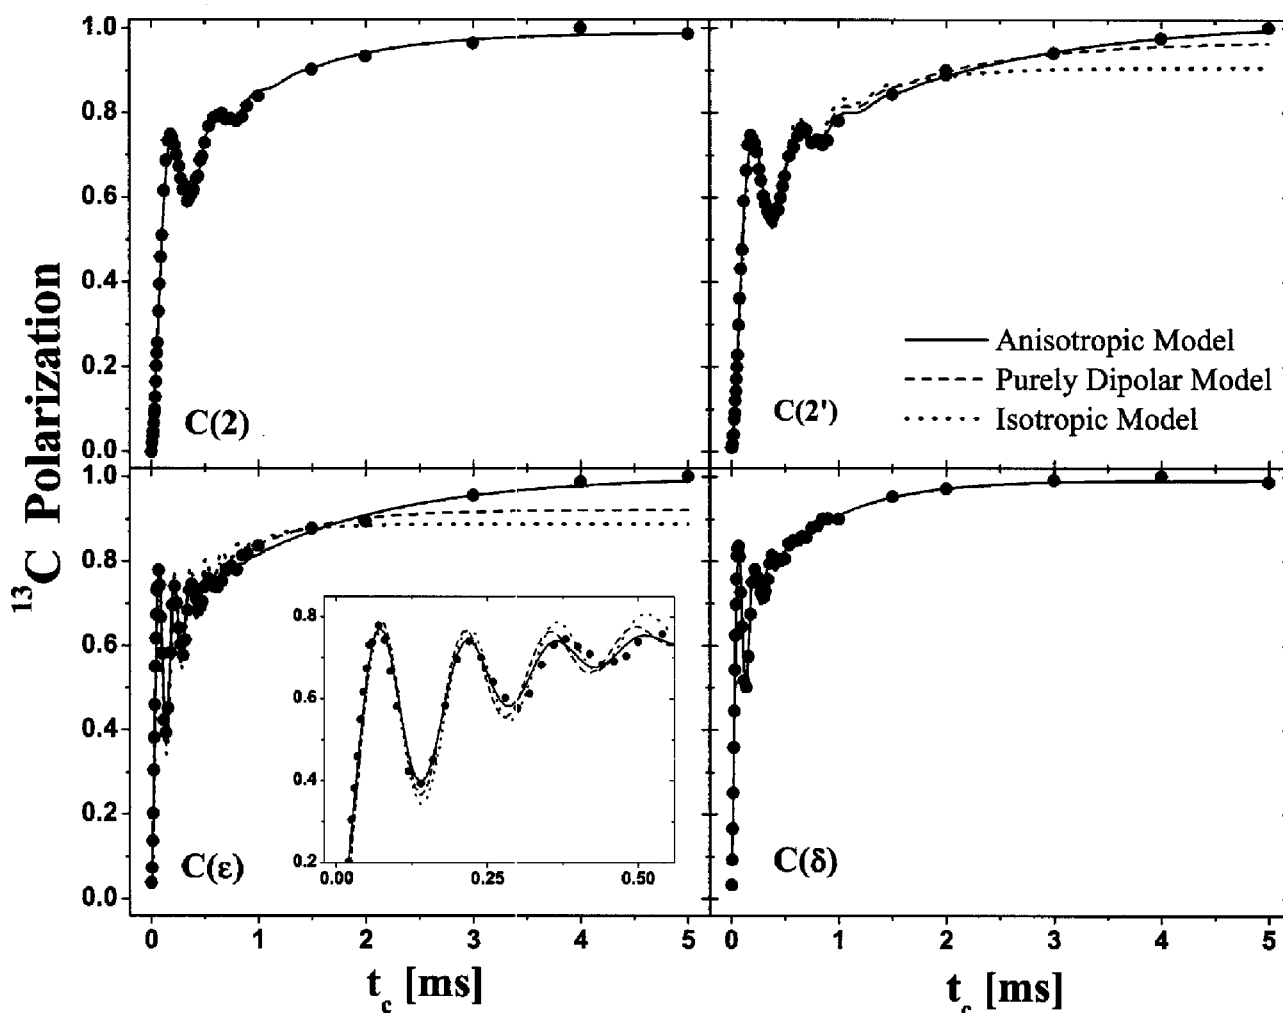 ¹³C Polarization
1.0
0.8
0.6
0.4
0.2
0.0
C(2)
C(2')
Anisotropic Model
Purely Dipolar Model
Isotropic Model
1.0
0.8
0.6
0.4
0.2
0.0
C(ε)
0.8
0.6
0.4
0.2
0.00 0.25 0.50
C(δ)
0 1 2 3 4 5
0 1 2 3 4 5
t_c [ms]
t_c [ms]